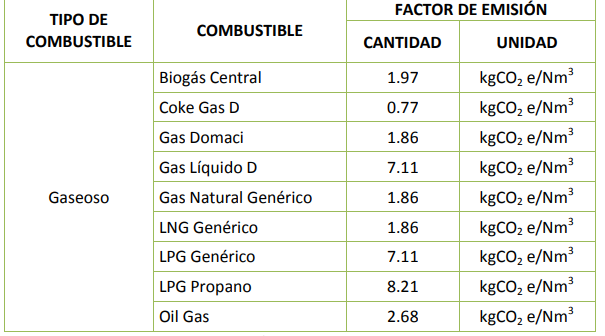 TIPO DE COMBUSTIBLE COMBUSTIBLE FACTOR DE EMISIÓN
CANTIDAD UNIDAD
Gaseoso
Biogás Central 1.97 kgCO₂ e/Nm³
Coke Gas D 0.77 kgCO₂ e/Nm³
Gas Domaci 1.86 kgCO₂ e/Nm³
Gas Líquido D 7.11 kgCO₂ e/Nm³
Gas Natural Genérico 1.86 kgCO₂ e/Nm³
LNG Genérico 1.86 kgCO₂ e/Nm³
LPG Genérico 7.11 kgCO₂ e/Nm³
LPG Propano 8.21 kgCO₂ e/Nm³
Oil Gas 2.68 kgCO₂ e/Nm³